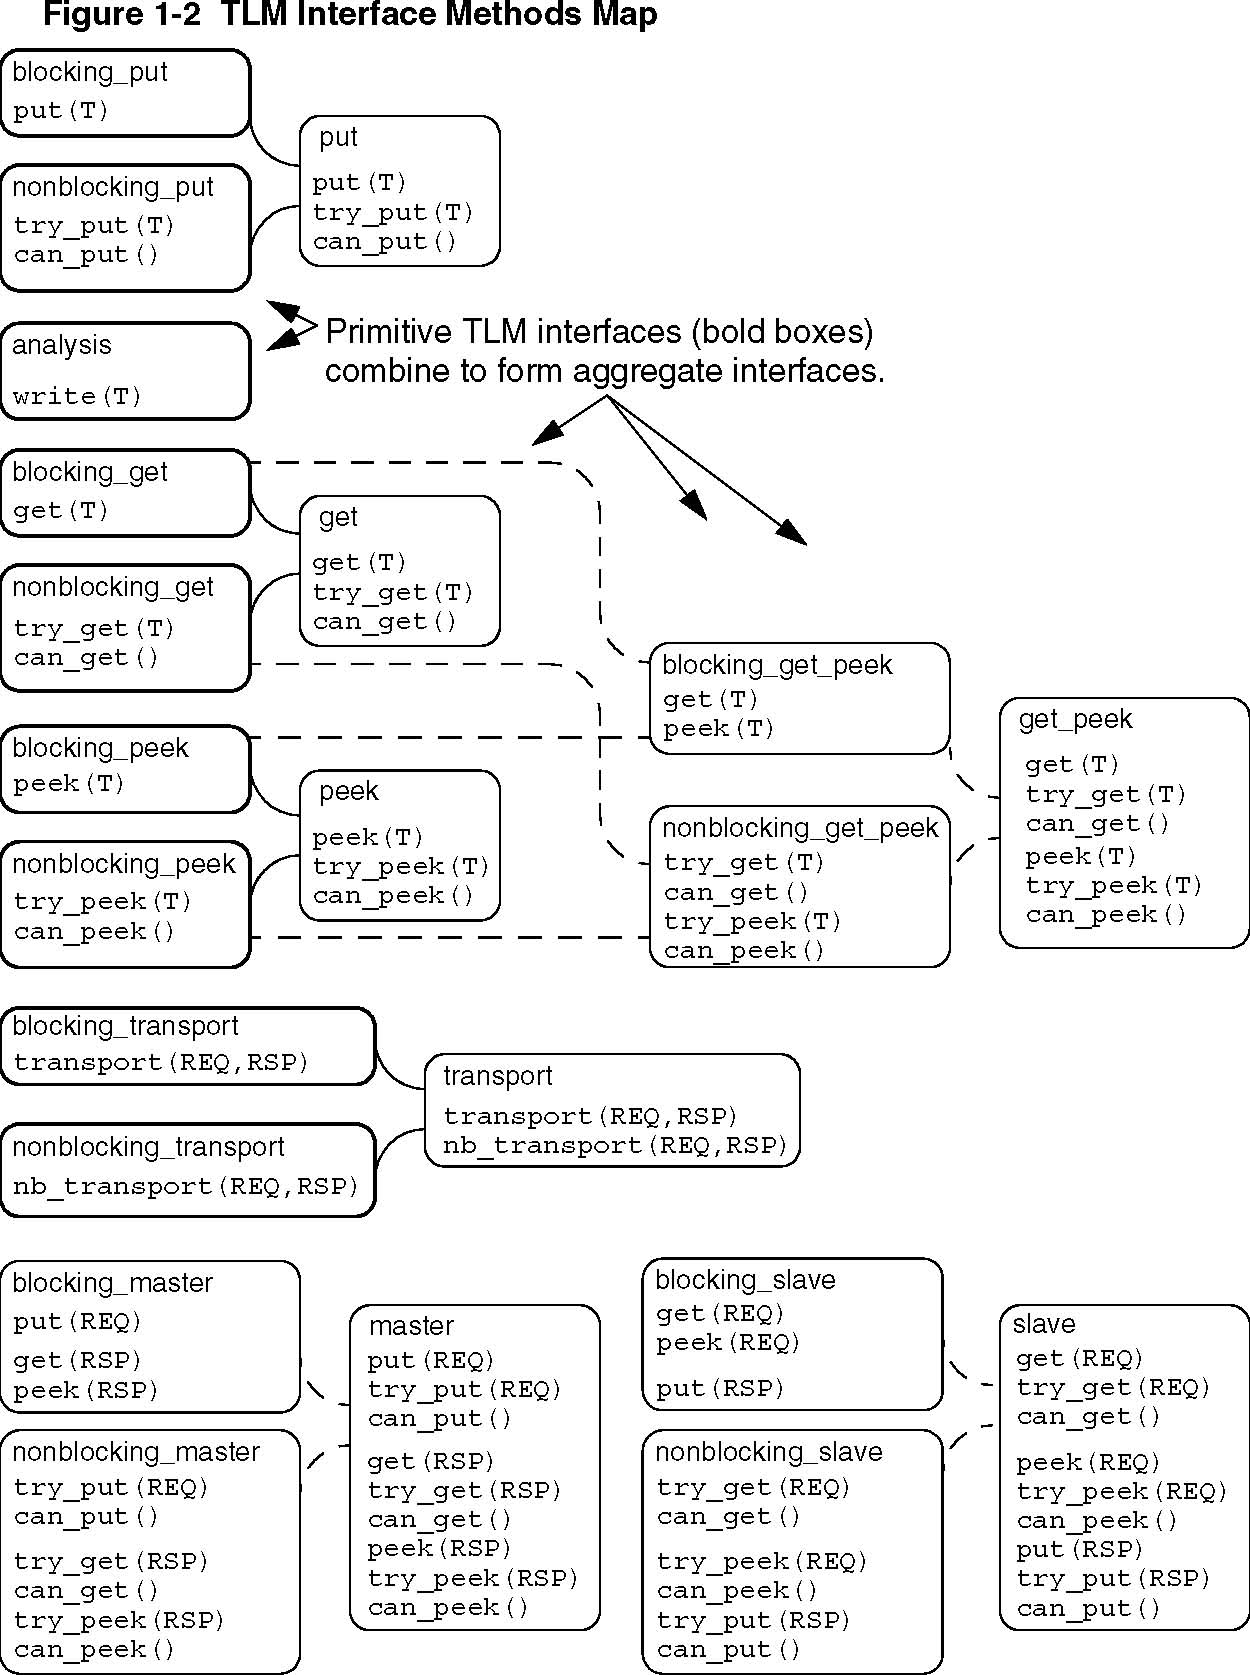 Figure 1-2 TLM Interface Methods Map
blocking_put
put(T)
nonblocking_put
try_put(T)
can_put()
put
put(T)
try_put(T)
can_put()
analysis
write(T)
Primitive TLM interfaces (bold boxes)
combine to form aggregate interfaces.
blocking_get
get(T)
nonblocking_get
try_get(T)
can_get()
get
get(T)
try_get(T)
can_get()
blocking_peek
peek(T)
nonblocking_peek
try_peek(T)
can_peek()
peek
peek(T)
try_peek(T)
can_peek()
blocking_get_peek
get(T)
peek(T)
nonblocking_get_peek
try_get(T)
can_get()
try_peek(T)
can_peek()
get_peek
get(T)
try_get(T)
can_get()
peek(T)
try_peek(T)
can_peek()
blocking_transport
transport(REQ,RSP)
nonblocking_transport
nb_transport(REQ,RSP)
transport
transport(REQ,RSP)
nb_transport(REQ,RSP)
blocking_master
put(REQ)
get(RSP)
peek(RSP)
nonblocking_master
try_put(REQ)
can_put()
try_get(RSP)
can_get()
try_peek(RSP)
can_peek()
master
put(REQ)
try_put(REQ)
can_put()
get(RSP)
try_get(RSP)
can_get()
peek(RSP)
try_peek(RSP)
can_peek()
blocking_slave
get(REQ)
peek(REQ)
put(RSP)
nonblocking_slave
try_get(REQ)
can_get()
try_peek(REQ)
can_peek()
try_put(RSP)
can_put()
slave
get(REQ)
try_get(REQ)
can_get()
peek(REQ)
try_peek(REQ)
can_peek()
put(RSP)
try_put(RSP)
can_put()